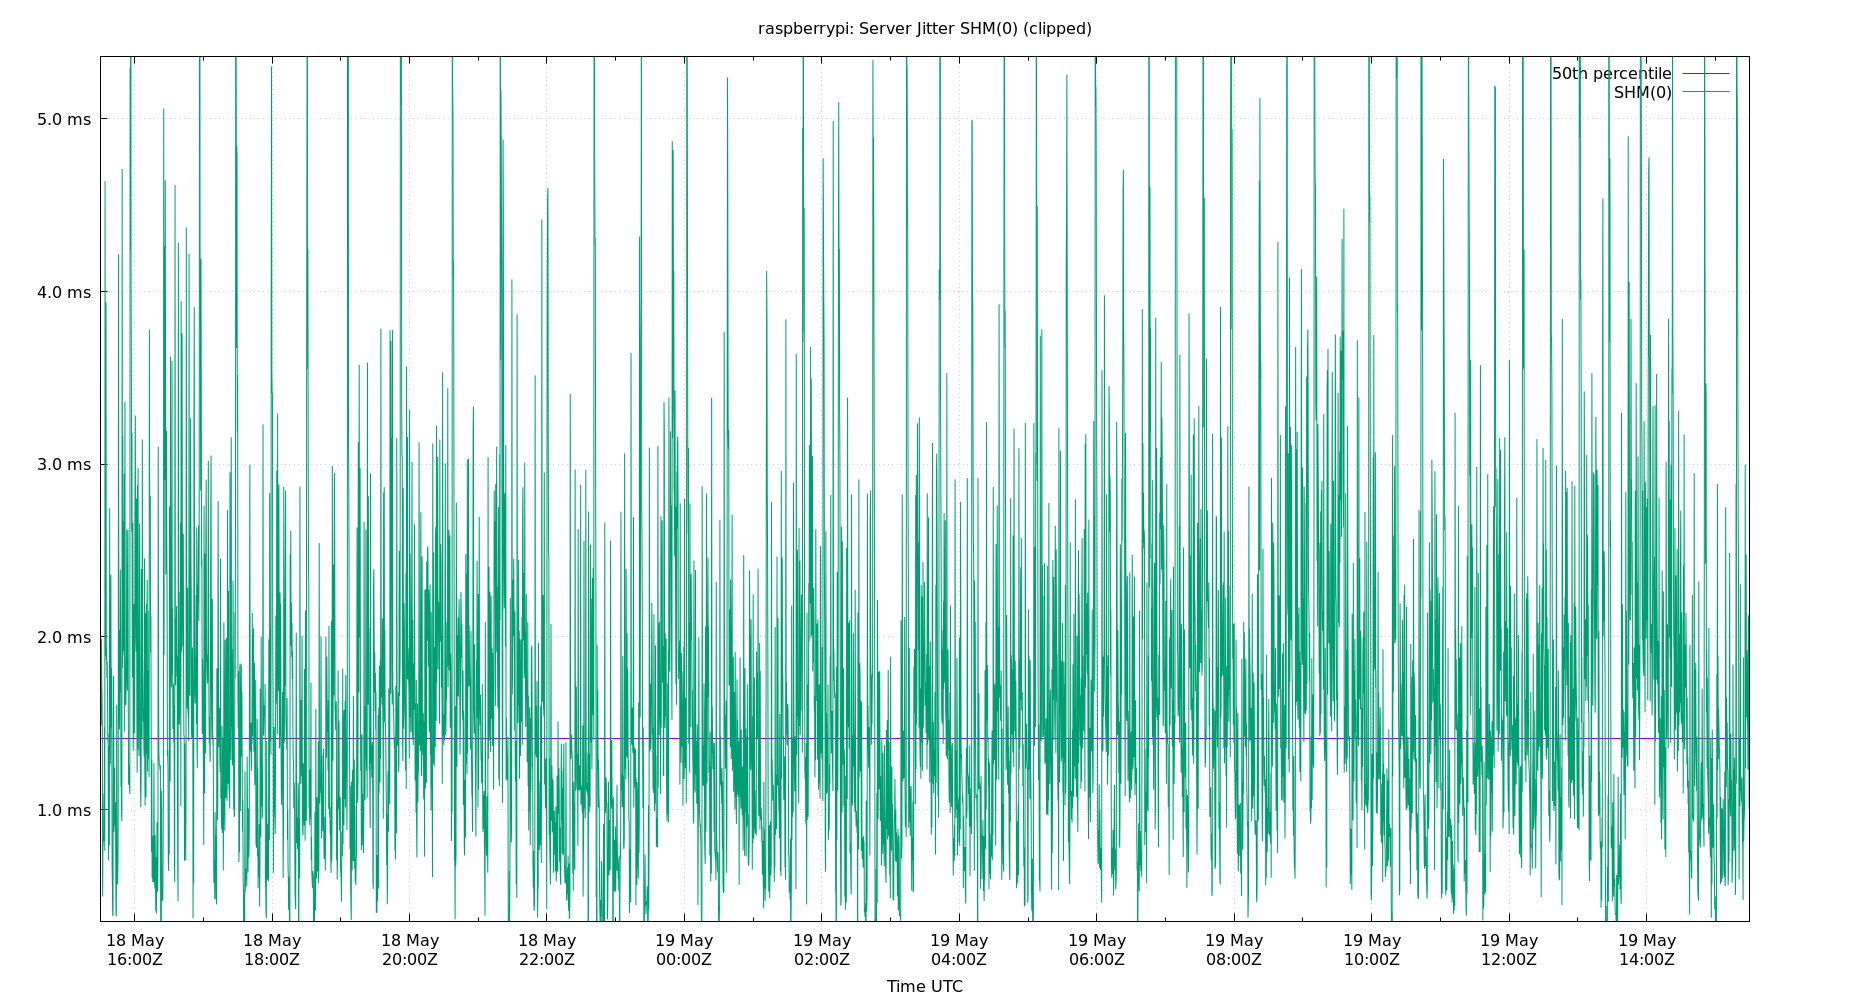 raspberrypi: Server Jitter SHM(0) (clipped)
50th percentile
SHM(0)
5.0 ms
4.0 ms
3.0 ms
2.0 ms
1.0 ms
18 May 18 May 18 May 18 May 19 May 19 May 19 May 19 May 19 May 19 May 19 May 19 May
16:00Z 18:00Z 20:00Z 22:00Z 00:00Z 02:00Z 04:00Z 06:00Z 08:00Z 10:00Z 12:00Z 14:00Z
Time UTC